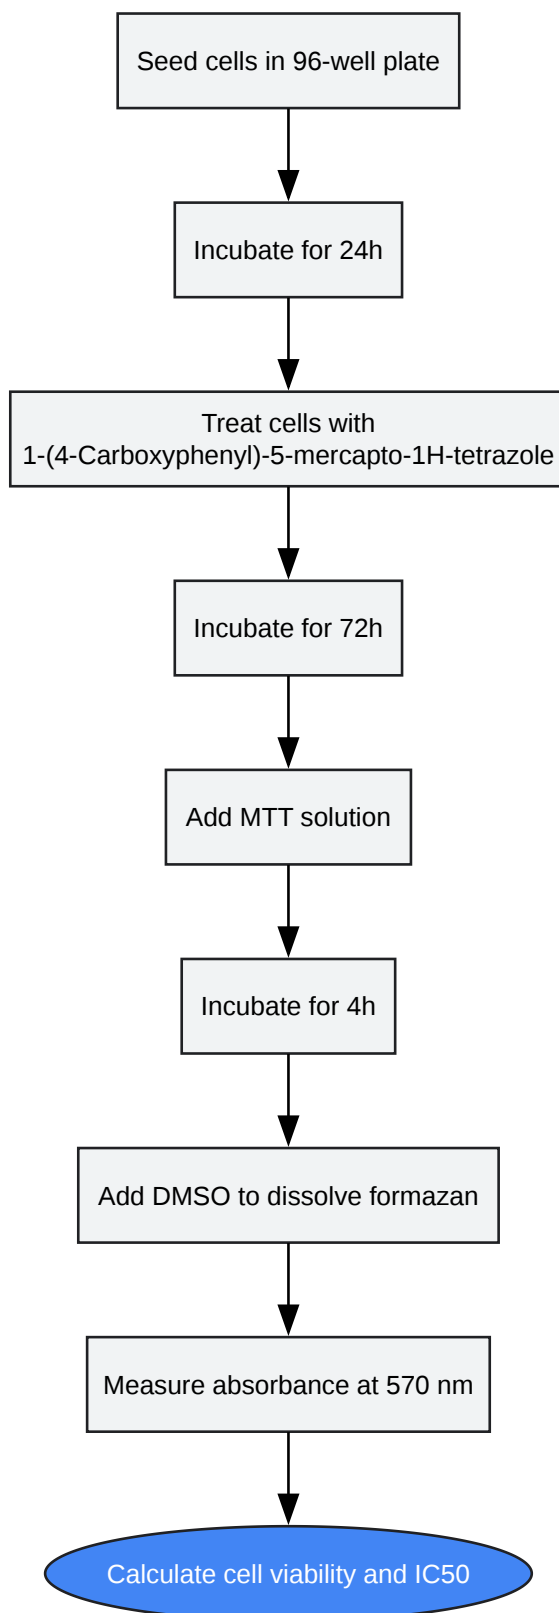 Seed cells in 96-well plate
Incubate for 24h
Treat cells with
1-(4-Carboxyphenyl)-5-mercapto-1H-tetrazole
Incubate for 72h
Add MTT solution
Incubate for 4h
Add DMSO to dissolve formazan
Measure absorbance at 570 nm
Calculate cell viability and IC50